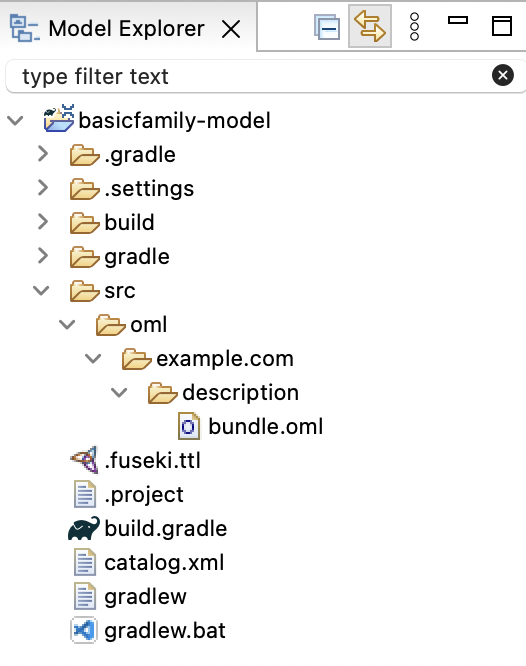 Model Explorer
type filter text
basicfamily-model
.gradle
.settings
build
gradle
src
oml
example.com
description
bundle.oml
.fuseki.ttl
.project
build.gradle
catalog.xml
gradlew
gradlew.bat